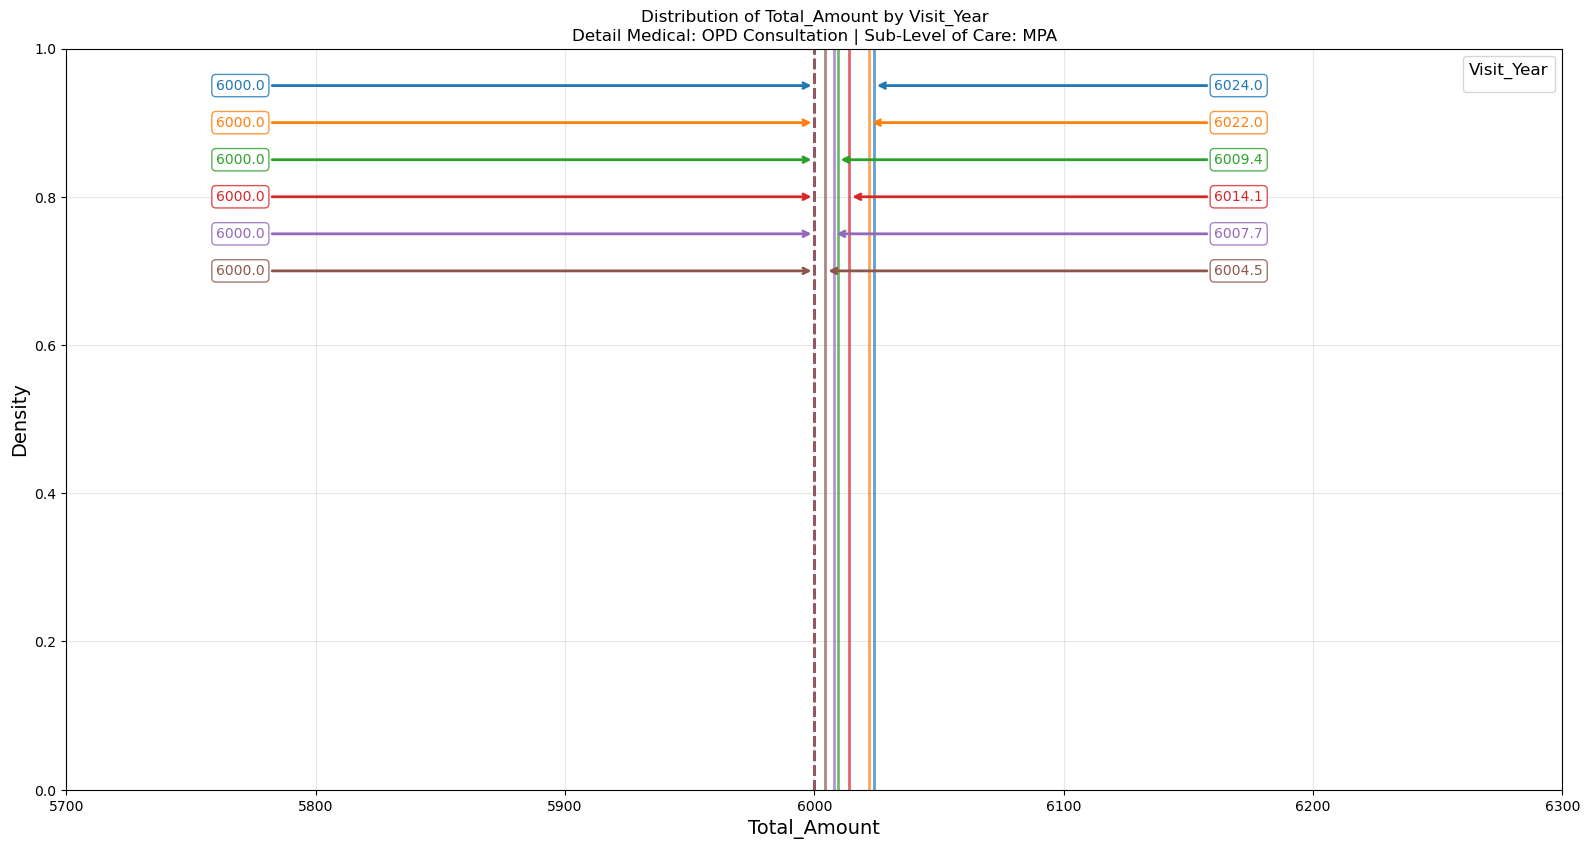 Distribution of Total_Amount by Visit_Year
Detail Medical: OPD Consultation | Sub-Level of Care: MPA
Visit_Year
6000.0 6024.0
6000.0 6022.0
6000.0 6009.4
6000.0 6014.1
6000.0 6007.7
6000.0 6004.5
1.0
0.8
0.6
0.4
0.2
0.0
Density
5700 5800 5900 6000 6100 6200 6300
Total_Amount